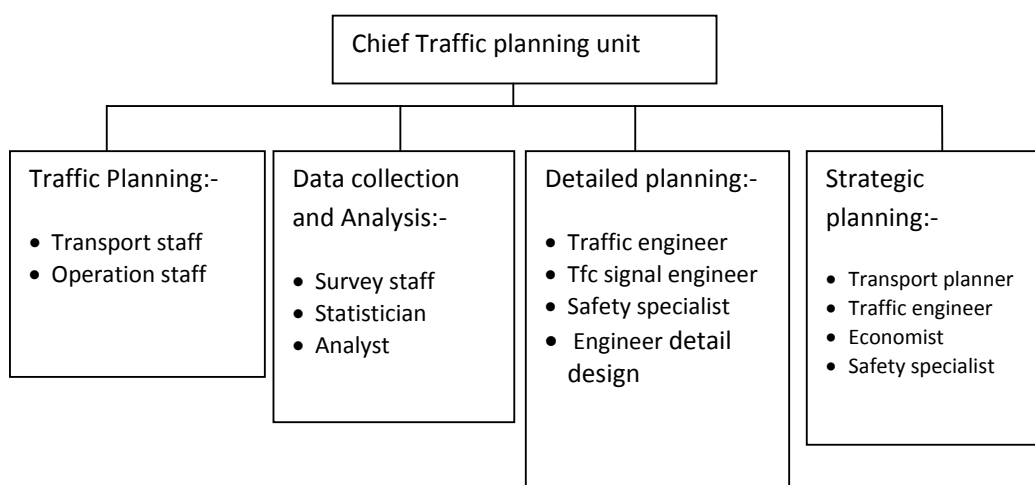 Chief Traffic planning unit
Traffic Planning:-
• Transport staff
• Operation staff
Data collection
and Analysis:-
• Survey staff
• Statistician
• Analyst
Detailed planning:-
• Traffic engineer
• Tfc signal engineer
• Safety specialist
• Engineer detail
design
Strategic
planning:-
• Transport planner
• Traffic engineer
• Economist
• Safety specialist